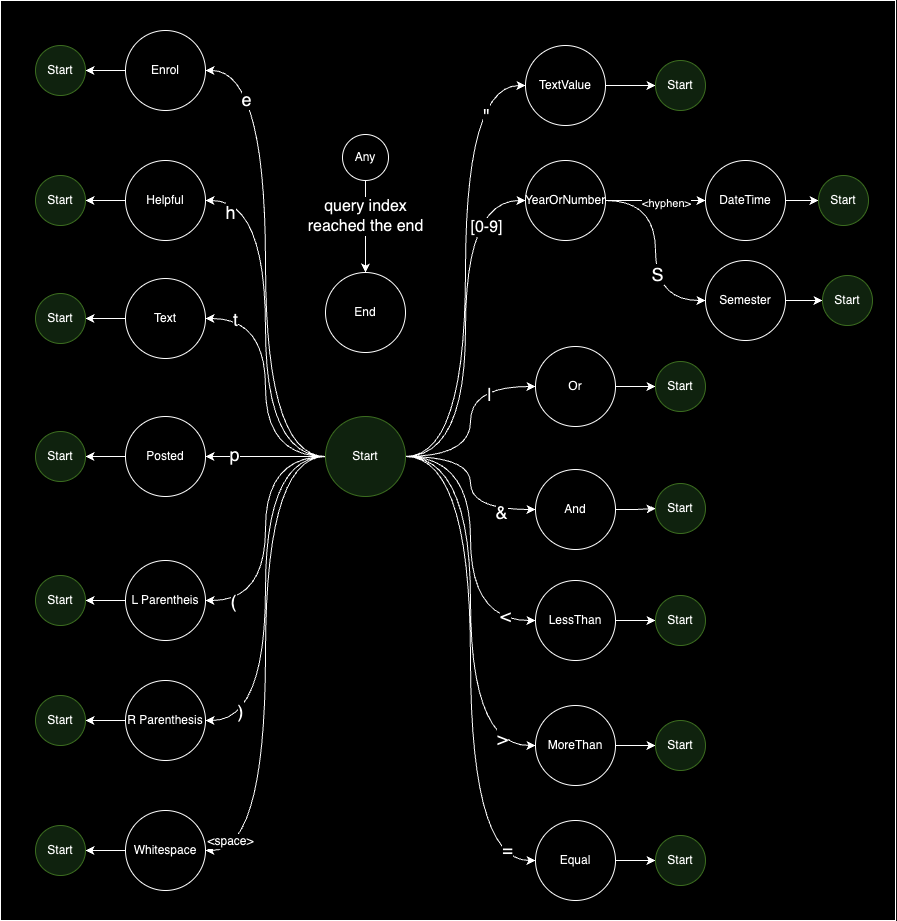 Start
Enrol
e
Start
Helpful
h
Start
Text
t
Start
Posted
p
Start
L Parentheis
(
Start
R Parenthesis
)
Start
Whitespace
<space>
Any
query index
reached the end
End
Start
"
TextValue
Start
[0-9]
YearOrNumber
<hyphen>
DateTime
Start
S
Semester
Start
|
Or
Start
&
And
Start
<
LessThan
Start
>
MoreThan
Start
=
Equal
Start